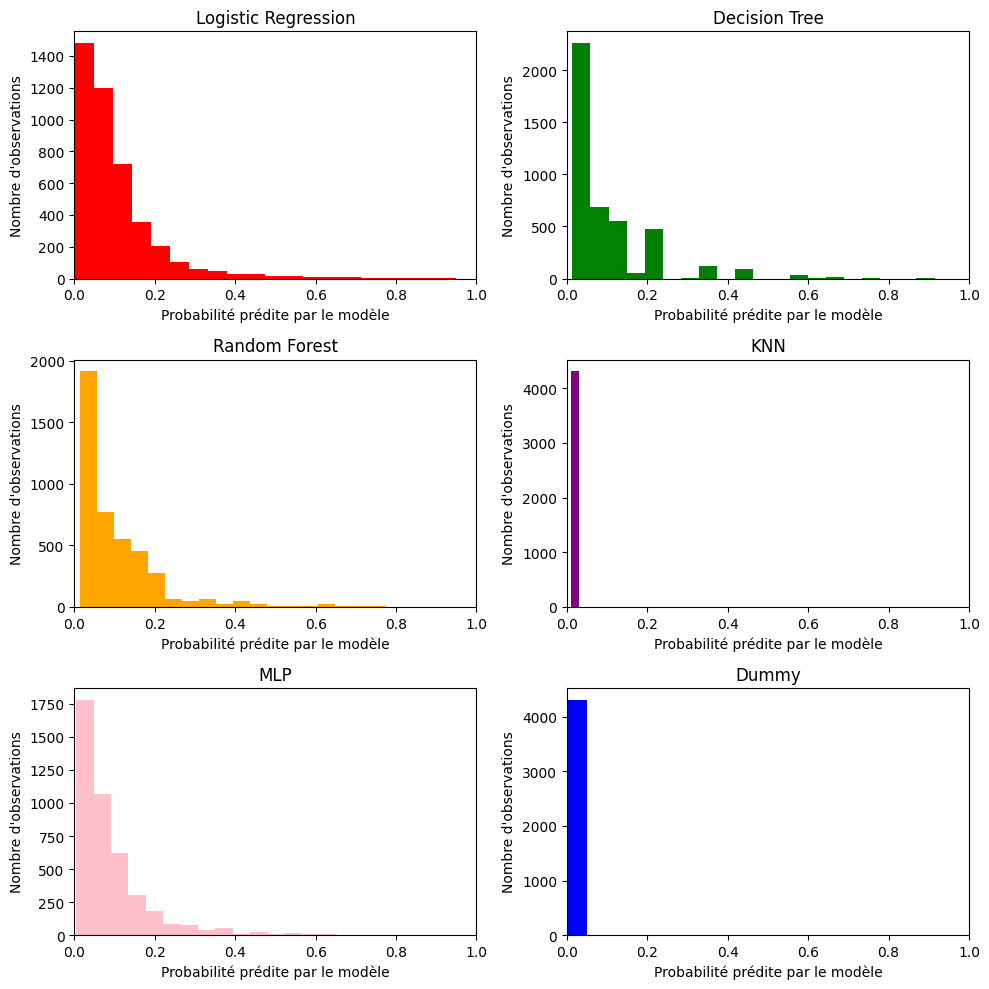 Logistic Regression
Nombre d'observations
1400
1200
1000
800
600
400
200
0
0.0 0.2 0.4 0.6 0.8 1.0
Probabilité prédite par le modèle
Decision Tree
Nombre d'observations
2000
1500
1000
500
0
0.0 0.2 0.4 0.6 0.8 1.0
Probabilité prédite par le modèle
Random Forest
Nombre d'observations
2000
1500
1000
500
0
0.0 0.2 0.4 0.6 0.8 1.0
Probabilité prédite par le modèle
KNN
Nombre d'observations
4000
3000
2000
1000
0
0.0 0.2 0.4 0.6 0.8 1.0
Probabilité prédite par le modèle
MLP
Nombre d'observations
1750
1500
1250
1000
750
500
250
0
0.0 0.2 0.4 0.6 0.8 1.0
Probabilité prédite par le modèle
Dummy
Nombre d'observations
4000
3000
2000
1000
0
0.0 0.2 0.4 0.6 0.8 1.0
Probabilité prédite par le modèle